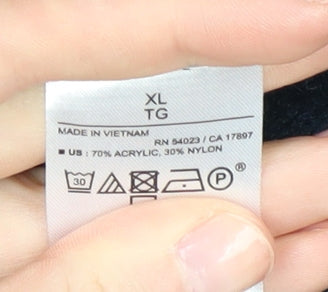 XL
TG
MADE IN VIETNAM
RN 54023 / CA 17897
■ US : 70% ACRYLIC, 30% NYLON
30 P ®